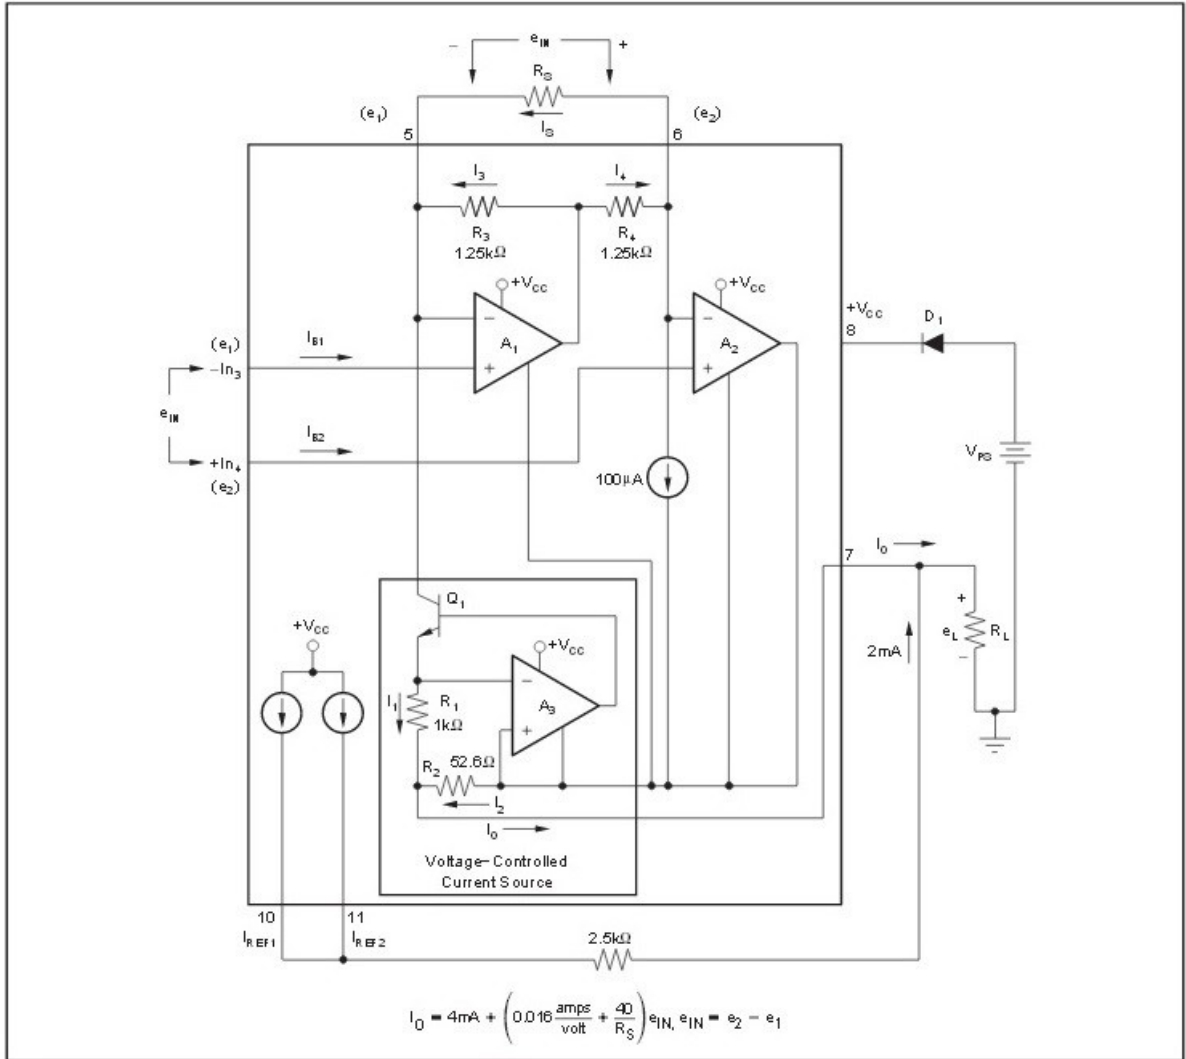 − e_IN +
R_S
(e_1) I_S (e_2)
5 6
I_3 I_4
R_3 R_4
1.25kΩ 1.25kΩ
+V_CC +V_CC
+V_CC D_1
8
(e_1) I_B1 − A_1 − A_2
−In_3 + +
e_IN
I_B2 V_PS
+In_4
(e_2)
100μA
7 I_0
Q_1
+
+V_CC +V_CC e_L R_L
2mA −
I_1 R_1 − A_3
1kΩ
+
R_2 52.6Ω
I_2
I_0
Voltage-Controlled
Current Source
10 11
I_REF1 I_REF2 2.5kΩ
I_0 = 4mA + (0.016 amps/volt + 40/R_S) e_IN, e_IN = e_2 − e_1